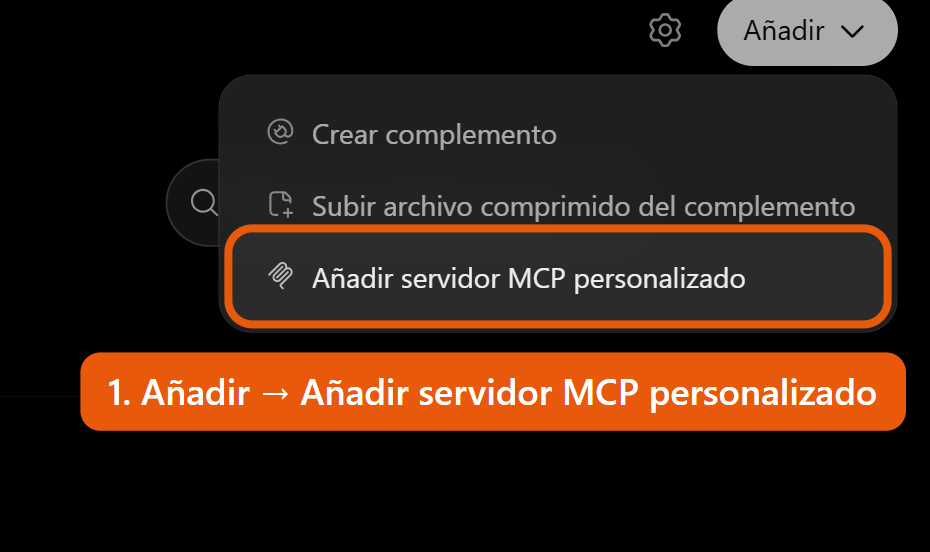 Añadir
Crear complemento
Subir archivo comprimido del complemento
Añadir servidor MCP personalizado
1. Añadir → Añadir servidor MCP personalizado